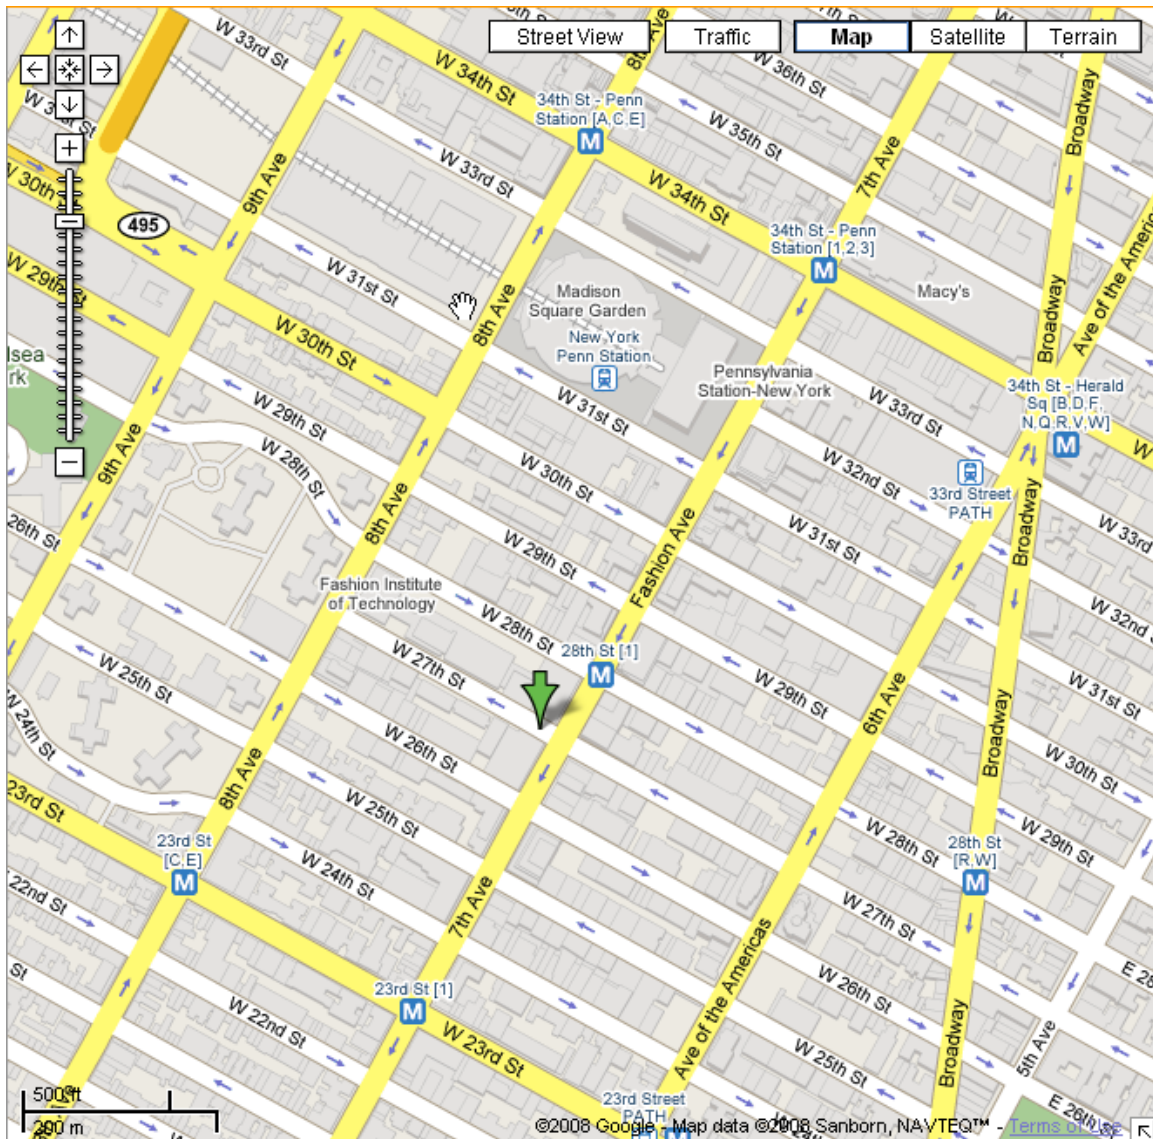 Street View
Traffic
Map
Satellite
Terrain
W 33rd St
8th Ave
W 34th St
W 36th St
Broadway
34th St - Penn
Station [A,C,E]
W 35th St
7th Ave
W 33rd St
9th Ave
W 34th St
W 30th St
495
34th St - Penn
Station [1,2,3]
Ave of the Americ
W 29th St
W 31st St
8th Ave
Madison
Square Garden
Macy's
Broadway
New York
Penn Station
W 30th St
Pennsylvania
Station-New York
lsea
rk
34th St - Herald
Sq [B,D,F,
N,Q,R,V,W]
W 29th St
W 31st St
W 33rd St
W
9th Ave
W 28th St
W 30th St
W 32nd St
33rd Street
PATH
26th St
8th Ave
W 29th St
Fashion Ave
W 31st St
Broadway
W 33rd
Fashion Institute
of Technology
W 28th St
28th St [1]
W 32nd
W 27th St
W 25th St
W 29th St
6th Ave
W 31st St
W 24th St
W 26th St
Broadway
W 30th St
23rd St
8th Ave
W 25th St
23rd St
[C,E]
W 24th St
W 28th St
28th St
[R,W]
W 29th St
22nd St
7th Ave
W 27th St
St
Ave of the Americas
W 26th St
E 28
23rd St [1]
W 22nd St
W 23rd St
W 25th St
Broadway
5th Ave
500 ft
200 m
23rd Street
PATH
E 26th
©2008 Google - Map data ©2008 Sanborn, NAVTEQ™ - Terms of Use